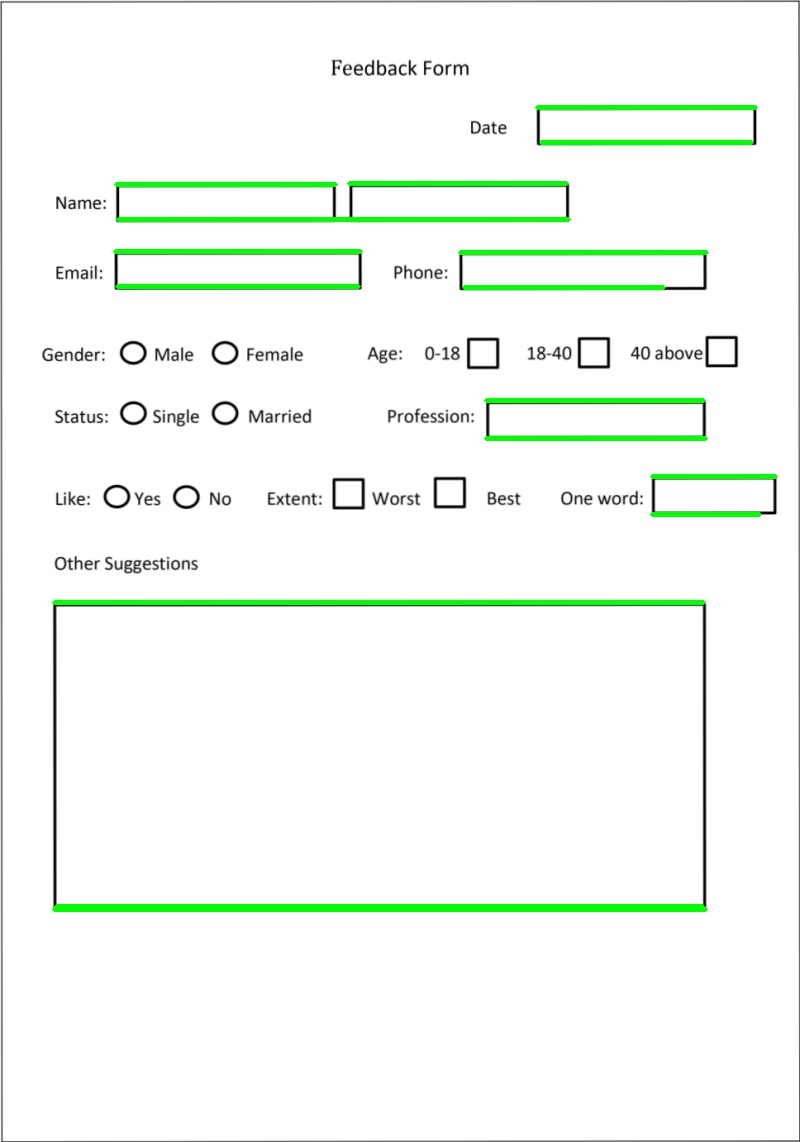 Feedback Form
Date
Name:
Email: Phone:
Gender: Male Female Age: 0-18 18-40 40 above
Status: Single Married Profession:
Like: Yes No Extent: Worst Best One word:
Other Suggestions